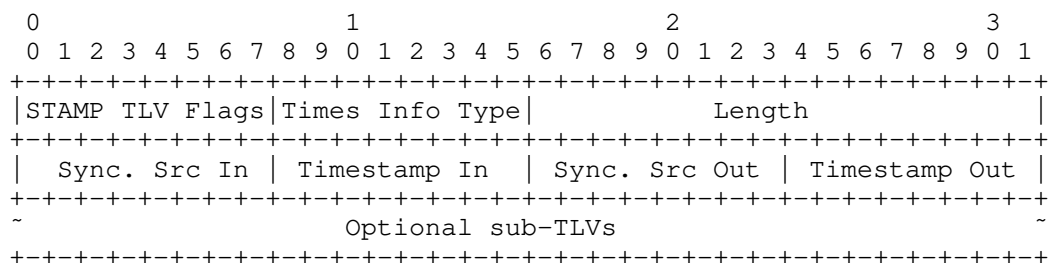 0                   1                   2                   3
 0 1 2 3 4 5 6 7 8 9 0 1 2 3 4 5 6 7 8 9 0 1 2 3 4 5 6 7 8 9 0 1
+-+-+-+-+-+-+-+-+-+-+-+-+-+-+-+-+-+-+-+-+-+-+-+-+-+-+-+-+-+-+-+-+
|STAMP TLV Flags|Times Info Type|           Length              |
+-+-+-+-+-+-+-+-+-+-+-+-+-+-+-+-+-+-+-+-+-+-+-+-+-+-+-+-+-+-+-+-+
|  Sync. Src In | Timestamp In  | Sync. Src Out | Timestamp Out |
+-+-+-+-+-+-+-+-+-+-+-+-+-+-+-+-+-+-+-+-+-+-+-+-+-+-+-+-+-+-+-+-+
~                    Optional sub-TLVs                          ~
+-+-+-+-+-+-+-+-+-+-+-+-+-+-+-+-+-+-+-+-+-+-+-+-+-+-+-+-+-+-+-+-+